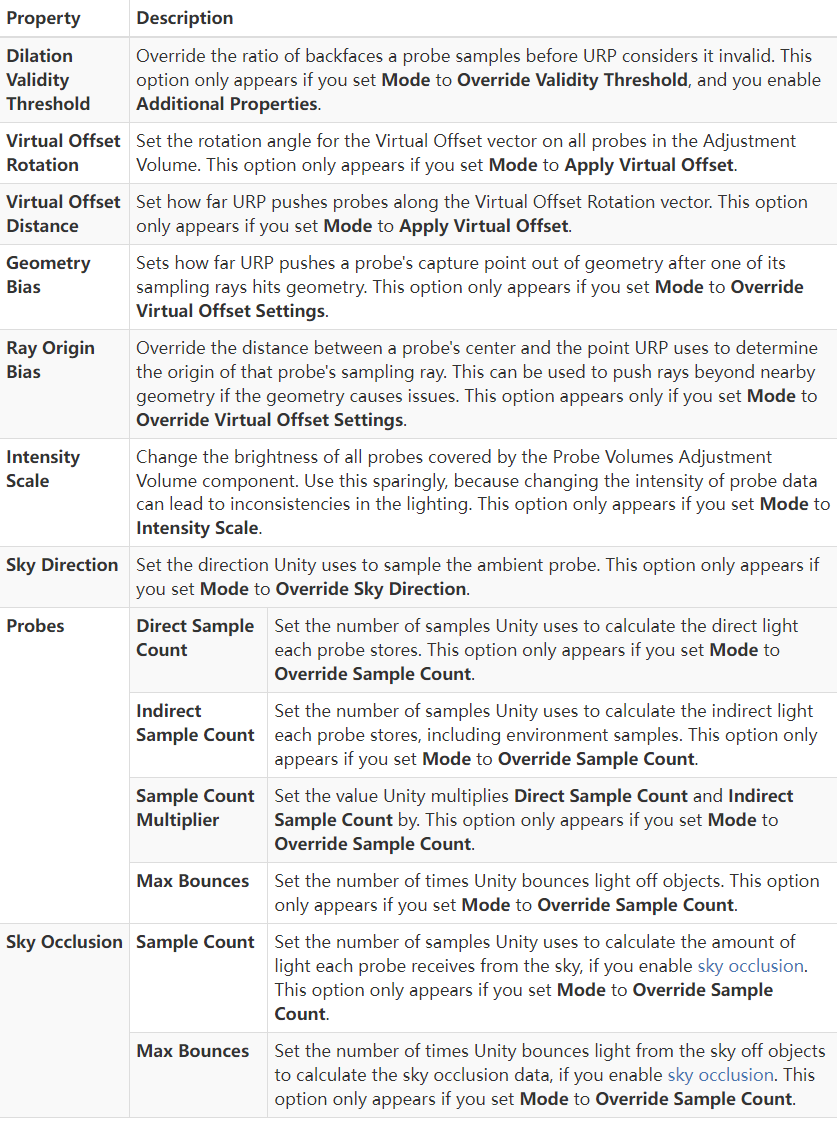 Property Description
Dilation Validity Threshold
Override the ratio of backfaces a probe samples before URP considers it invalid. This
option only appears if you set Mode to Override Validity Threshold, and you enable
Additional Properties.
Virtual Offset Rotation
Set the rotation angle for the Virtual Offset vector on all probes in the Adjustment
Volume. This option only appears if you set Mode to Apply Virtual Offset.
Virtual Offset Distance
Set how far URP pushes probes along the Virtual Offset Rotation vector. This option
only appears if you set Mode to Apply Virtual Offset.
Geometry Bias
Sets how far URP pushes a probe's capture point out of geometry after one of its
sampling rays hits geometry. This option only appears if you set Mode to Override
Virtual Offset Settings.
Ray Origin Bias
Override the distance between a probe's center and the point URP uses to determine
the origin of that probe's sampling ray. This can be used to push rays beyond nearby
geometry if the geometry causes issues. This option appears only if you set Mode to
Override Virtual Offset Settings.
Intensity Scale
Change the brightness of all probes covered by the Probe Volumes Adjustment
Volume component. Use this sparingly, because changing the intensity of probe data
can lead to inconsistencies in the lighting. This option only appears if you set Mode to
Intensity Scale.
Sky Direction
Set the direction Unity uses to sample the ambient probe. This option only appears if
you set Mode to Override Sky Direction.
Probes
Direct Sample Count
Set the number of samples Unity uses to calculate the direct light
each probe stores. This option only appears if you set Mode to
Override Sample Count.
Indirect Sample Count
Set the number of samples Unity uses to calculate the indirect light
each probe stores, including environment samples. This option only
appears if you set Mode to Override Sample Count.
Sample Count Multiplier
Set the value Unity multiplies Direct Sample Count and Indirect
Sample Count by. This option only appears if you set Mode to
Override Sample Count.
Max Bounces
Set the number of times Unity bounces light off objects. This option
only appears if you set Mode to Override Sample Count.
Sky Occlusion
Sample Count
Set the number of samples Unity uses to calculate the amount of
light each probe receives from the sky, if you enable sky occlusion.
This option only appears if you set Mode to Override Sample
Count.
Max Bounces
Set the number of times Unity bounces light from the sky off objects
to calculate the sky occlusion data, if you enable sky occlusion. This
option only appears if you set Mode to Override Sample Count.